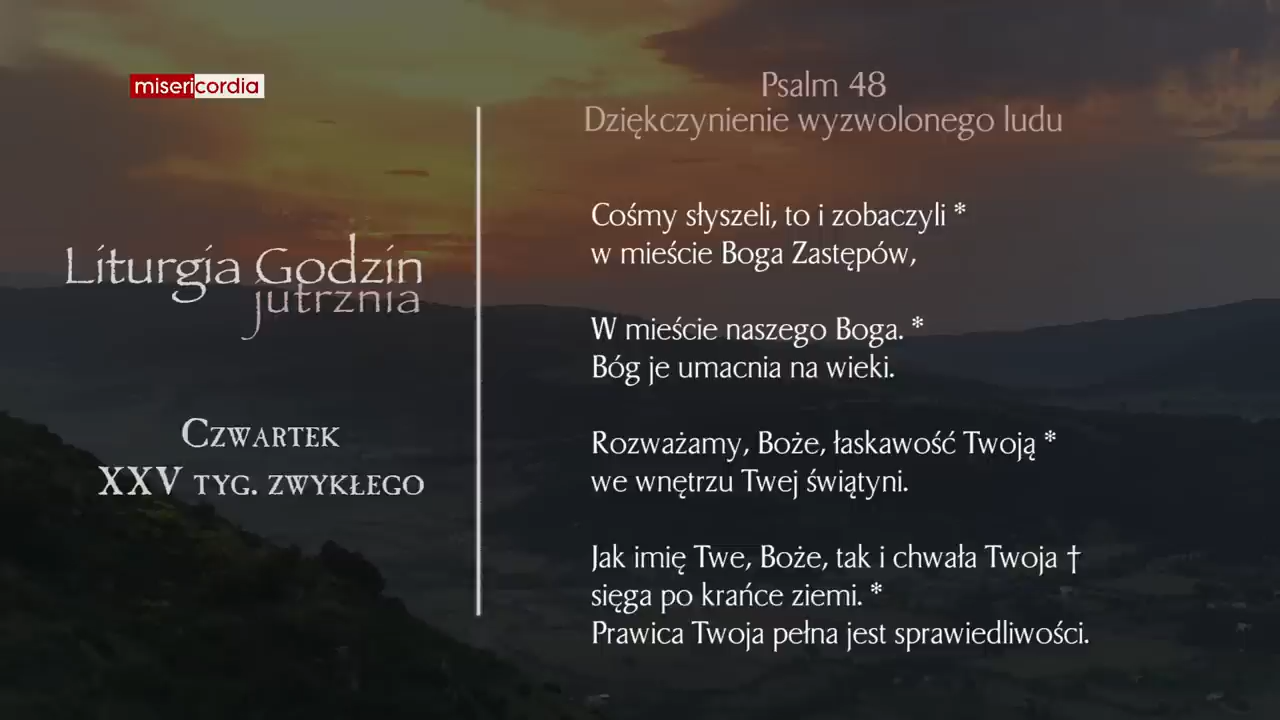 misericordia
Liturgia Godzin
jutrznia
Czwartek
XXV tyg. zwykłego
Psalm 48
Dziękczynienie wyzwolonego ludu
Cośmy słyszeli, to i zobaczyli *
w mieście Boga Zastępów,
W mieście naszego Boga. *
Bóg je umacnia na wieki.
Rozważamy, Boże, łaskawość Twoją *
we wnętrzu Twej świątyni.
Jak imię Twe, Boże, tak i chwała Twoja †
sięga po krańce ziemi. *
Prawica Twoja pełna jest sprawiedliwości.